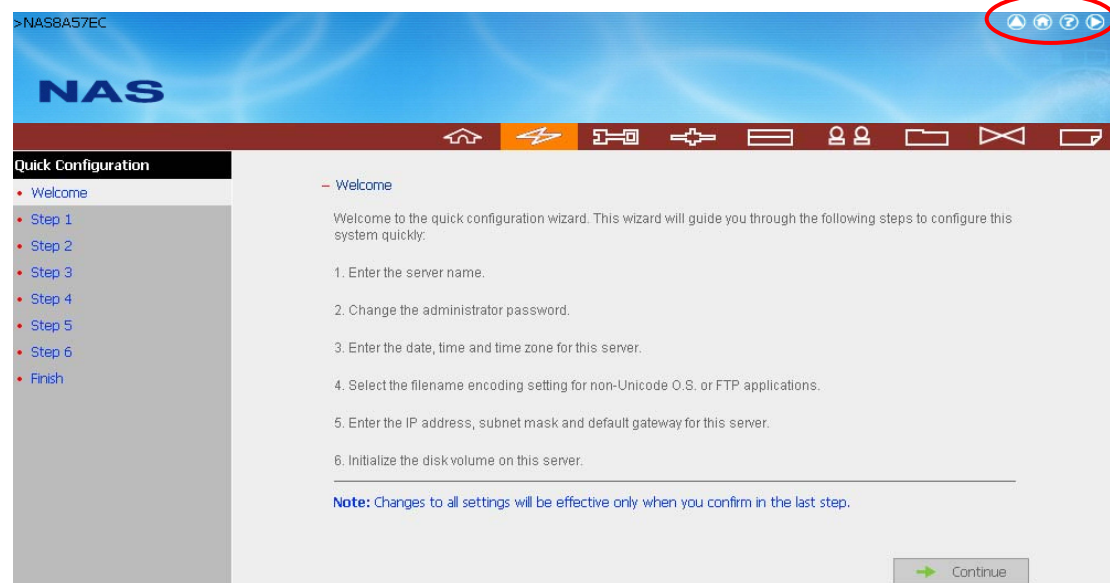 >NAS8A57EC
NAS
Quick Configuration
• Welcome
• Step 1
• Step 2
• Step 3
• Step 4
• Step 5
• Step 6
• Finish
– Welcome
Welcome to the quick configuration wizard. This wizard will guide you through the following steps to configure this
system quickly:
1. Enter the server name.
2. Change the administrator password.
3. Enter the date, time and time zone for this server.
4. Select the filename encoding setting for non-Unicode O.S. or FTP applications.
5. Enter the IP address, subnet mask and default gateway for this server.
6. Initialize the disk volume on this server.
Note: Changes to all settings will be effective only when you confirm in the last step.
Continue